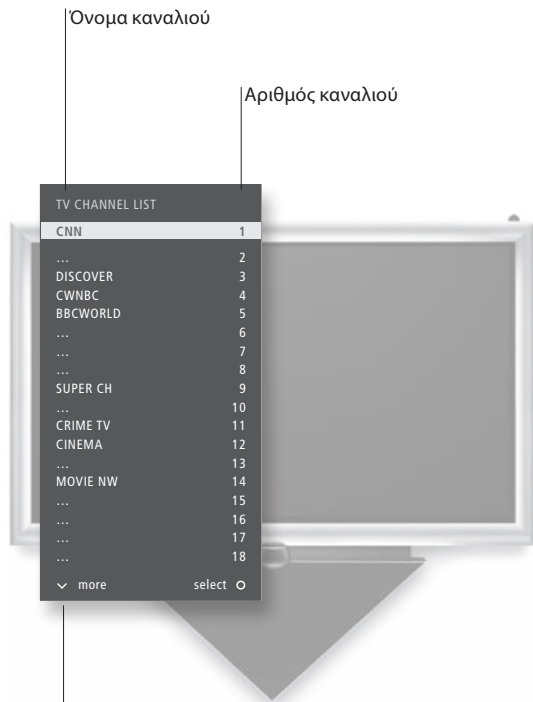 Όνομα καναλιού
Αριθμός καναλιού
TV CHANNEL LIST
CNN 1
... 2
DISCOVER 3
CWNBC 4
BBCWORLD 5
... 6
... 7
... 8
SUPER CH 9
... 10
CRIME TV 11
CINEMA 12
... 13
MOVIE NW 14
... 15
... 16
... 17
... 18
more select